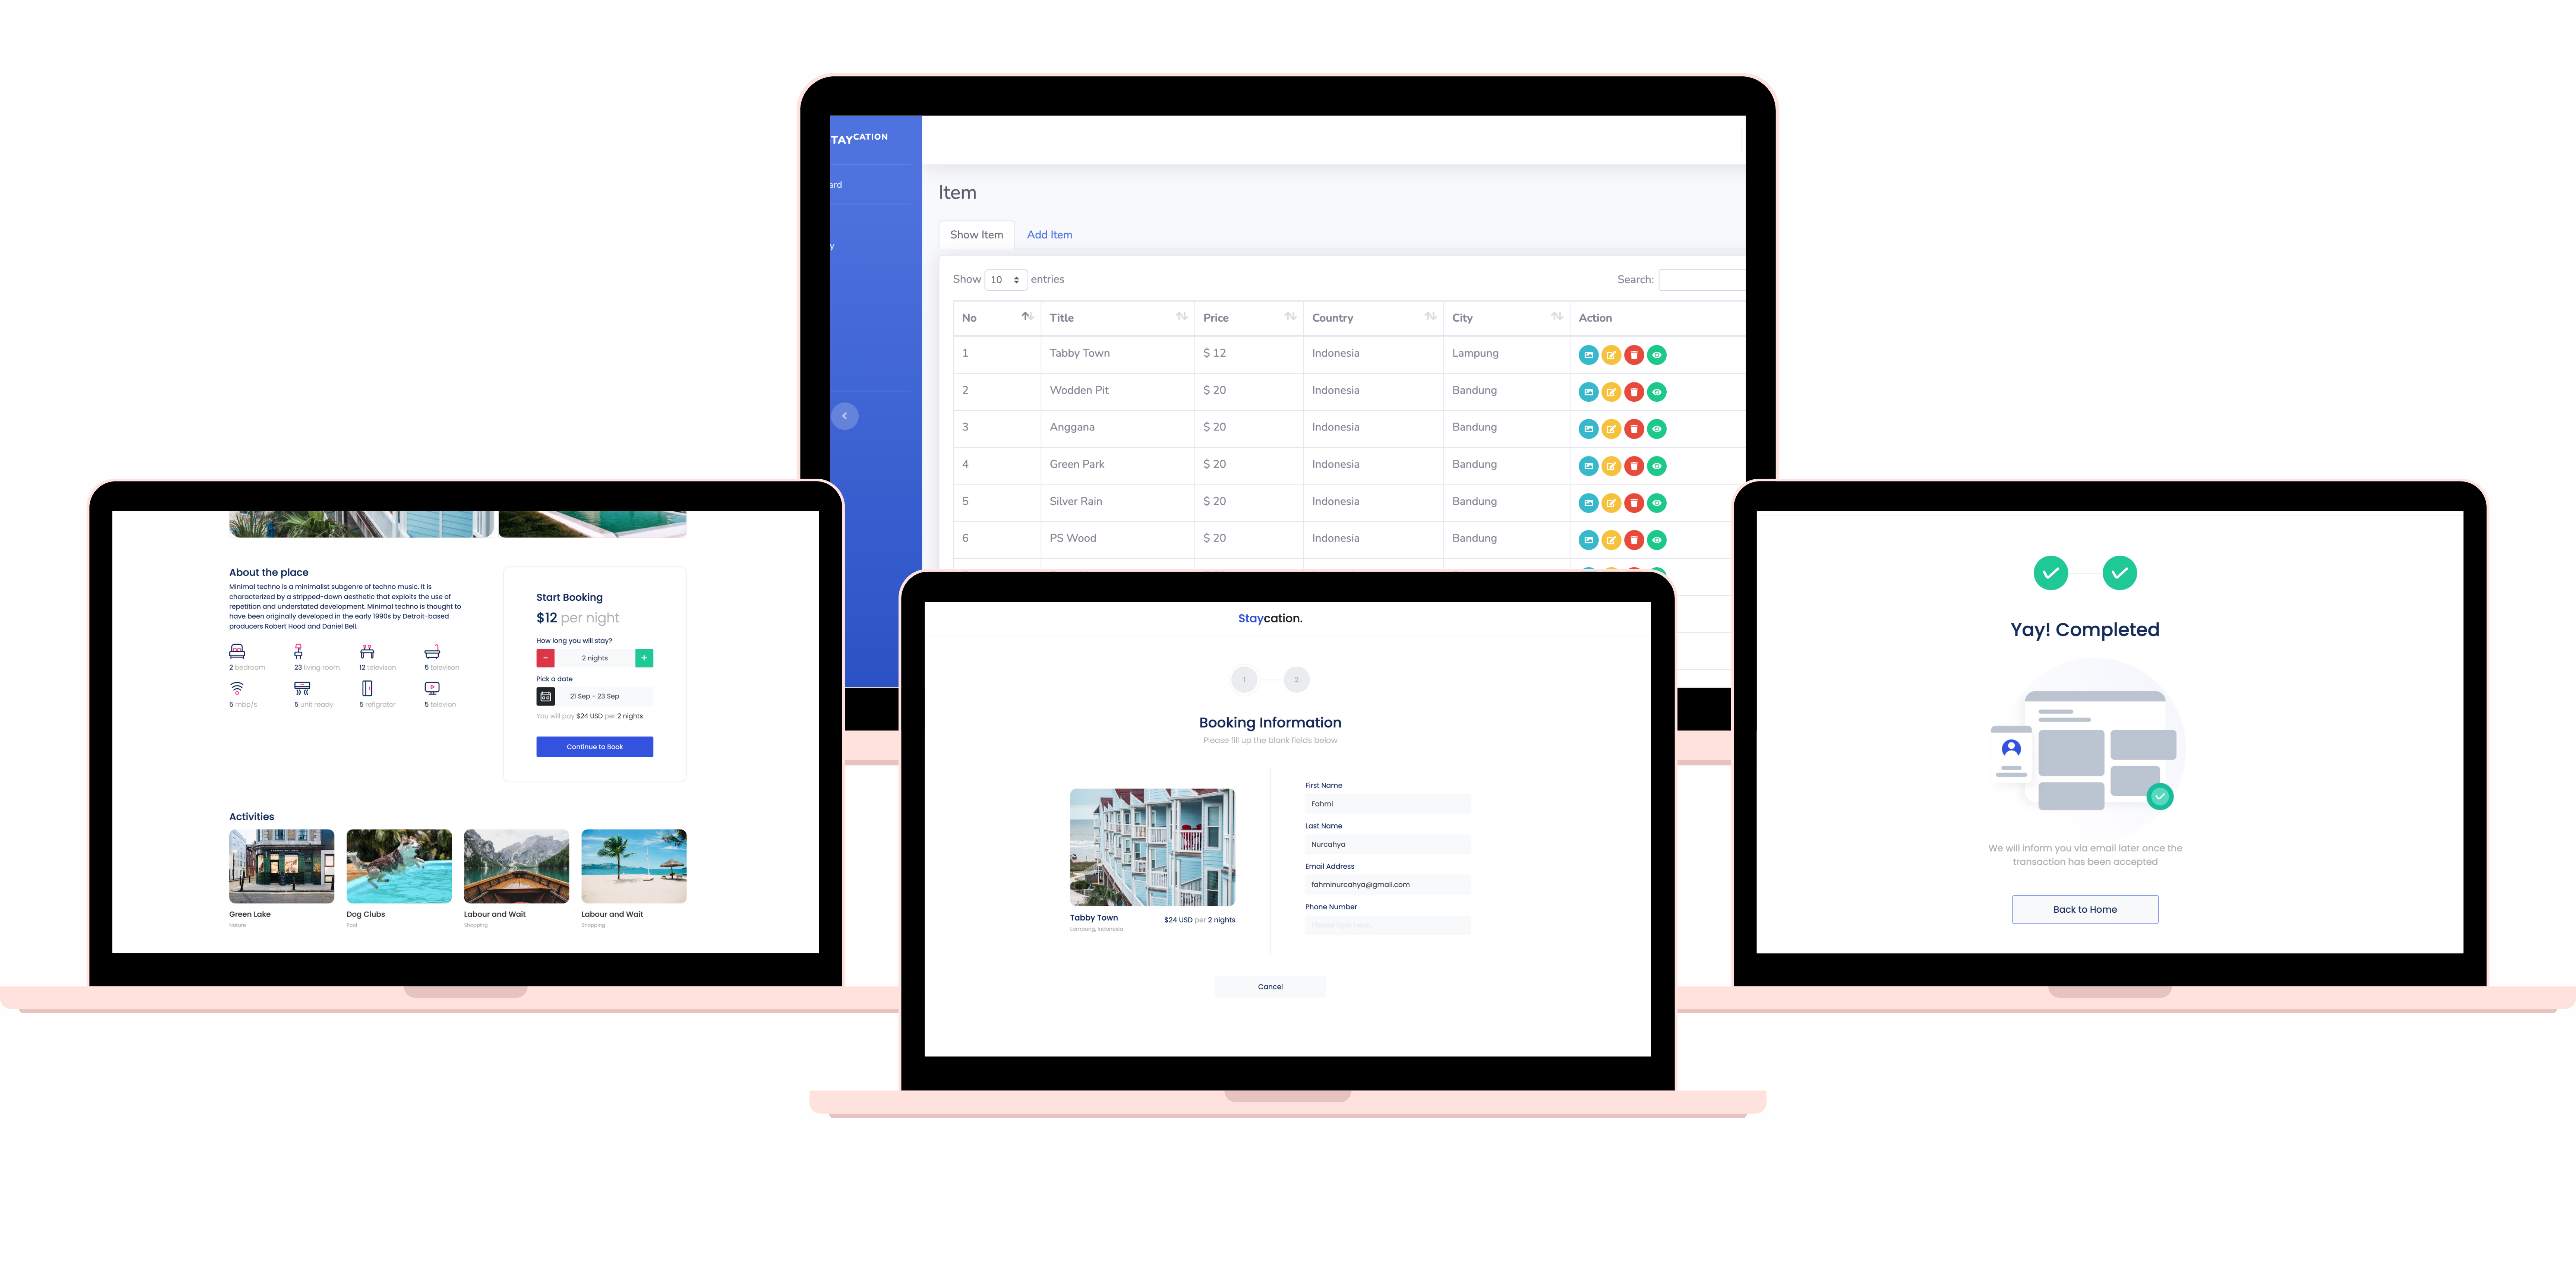 STAYCATION
ard
y
Item
Show Item Add Item
Show 10 entries Search:
No Title Price Country City Action
1 Tabby Town $ 12 Indonesia Lampung
2 Wodden Pit $ 20 Indonesia Bandung
3 Anggana $ 20 Indonesia Bandung
4 Green Park $ 20 Indonesia Bandung
5 Silver Rain $ 20 Indonesia Bandung
6 PS Wood $ 20 Indonesia Bandung
About the place
Minimal techno is a minimalist subgenre of techno music. It is
characterized by a stripped-down aesthetic that exploits the use of
repetition and understated development. Minimal techno is thought to
have been originally developed in the early 1990s by Detroit-based
producers Robert Hood and Daniel Bell.
2 bedroom 23 living room 12 televison 5 televison
5 mbp/s 5 unit ready 5 refigrator 5 televion
Start Booking
$12 per night
How long you will stay?
- 2 nights +
Pick a date
21 Sep - 23 Sep
You will pay $24 USD per 2 nights
Continue to Book
Activities
Green Lake
Nature
Dog Clubs
Pool
Labour and Wait
Shopping
Labour and Wait
Shopping
Staycation.
1 2
Booking Information
Please fill up the blank fields below
Tabby Town $24 USD per 2 nights
Lampung, Indonesia
First Name
Fahmi
Last Name
Nurcahya
Email Address
fahminurcahya@gmail.com
Phone Number
Please type here...
Cancel
Yay! Completed
We will inform you via email later once the
transaction has been accepted
Back to Home